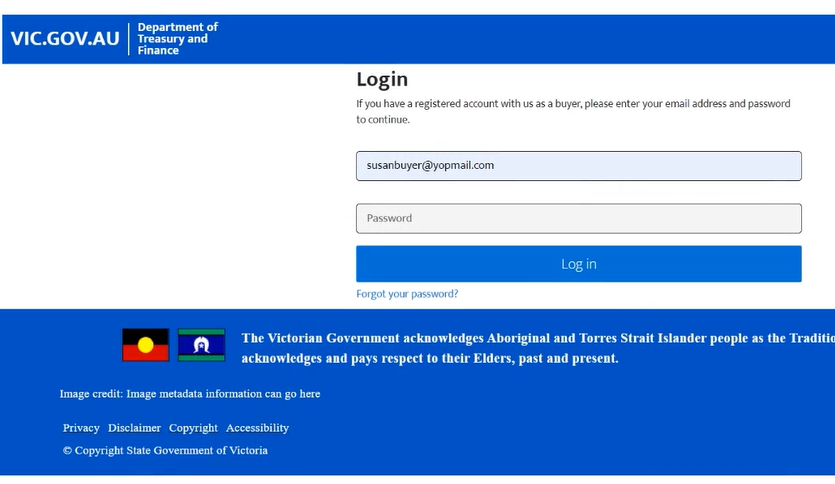 VIC.GOV.AU
Department of
Treasury and
Finance
Login
If you have a registered account with us as a buyer, please enter your email address and password
to continue.
susanbuyer@yopmail.com
Password
Log in
Forgot your password?
The Victorian Government acknowledges Aboriginal and Torres Strait Islander people as the Traditio
acknowledges and pays respect to their Elders, past and present.
Image credit: Image metadata information can go here
Privacy Disclaimer Copyright Accessibility
© Copyright State Government of Victoria